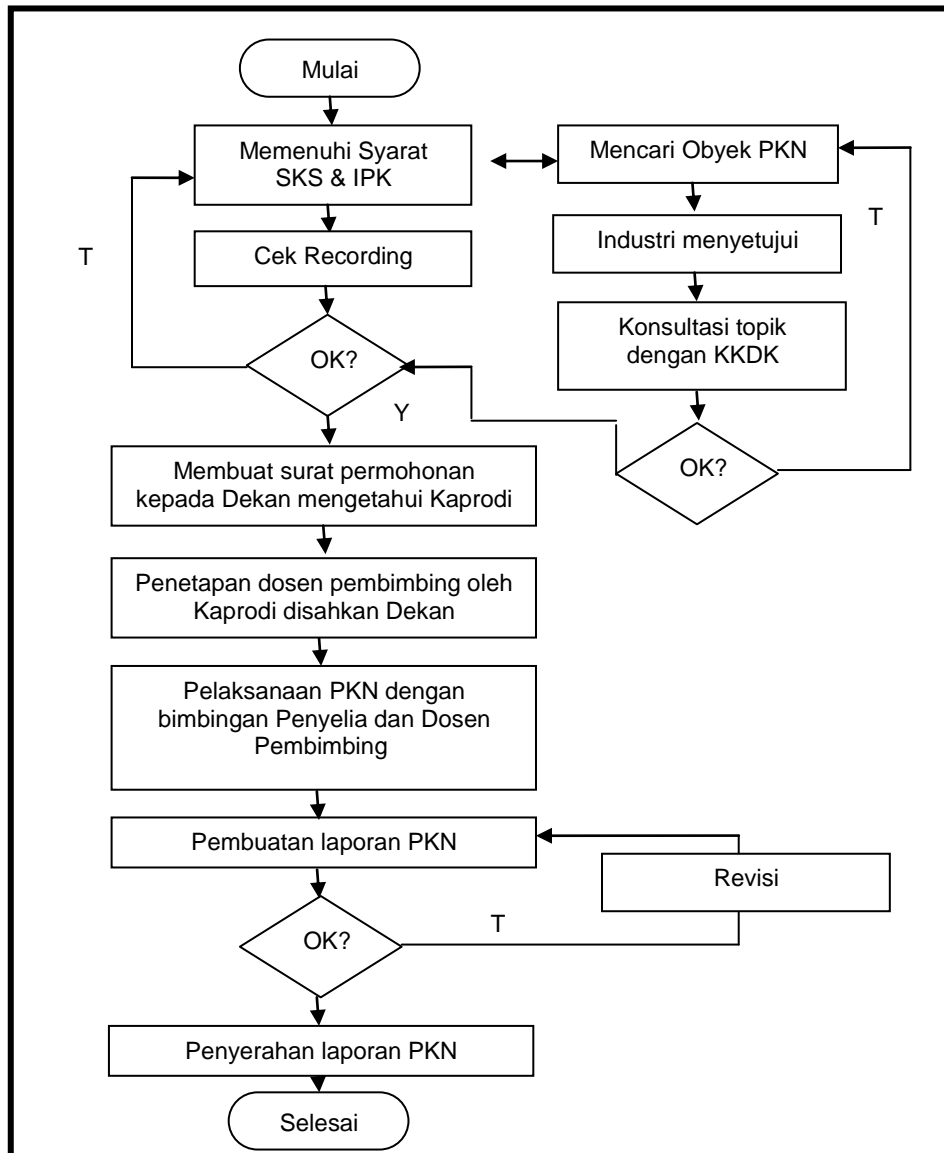 Mulai
Memenuhi Syarat
SKS & IPK
Mencari Obyek PKN
T
T
Industri menyetujui
Cek Recording
Konsultasi topik
dengan KKDK
OK?
Y
OK?
Membuat surat permohonan
kepada Dekan mengetahui Kaprodi
Penetapan dosen pembimbing oleh
Kaprodi disahkan Dekan
Pelaksanaan PKN dengan
bimbingan Penyelia dan Dosen
Pembimbing
Pembuatan laporan PKN
Revisi
OK?
T
Penyerahan laporan PKN
Selesai